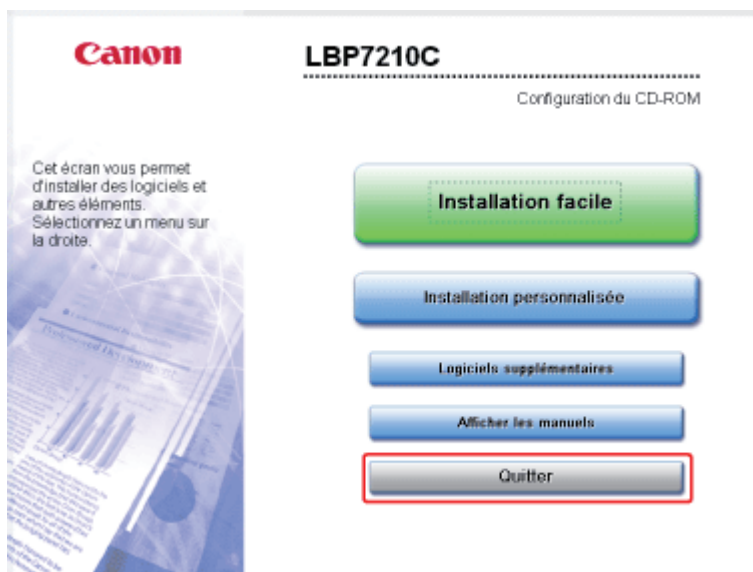 Canon
LBP7210C
Configuration du CD-ROM
Cet écran vous permet
d'installer des logiciels et
autres éléments.
Sélectionnez un menu sur
la droite.
Installation facile
Installation personnalisée
Logiciels supplémentaires
Afficher les manuels
Quitter